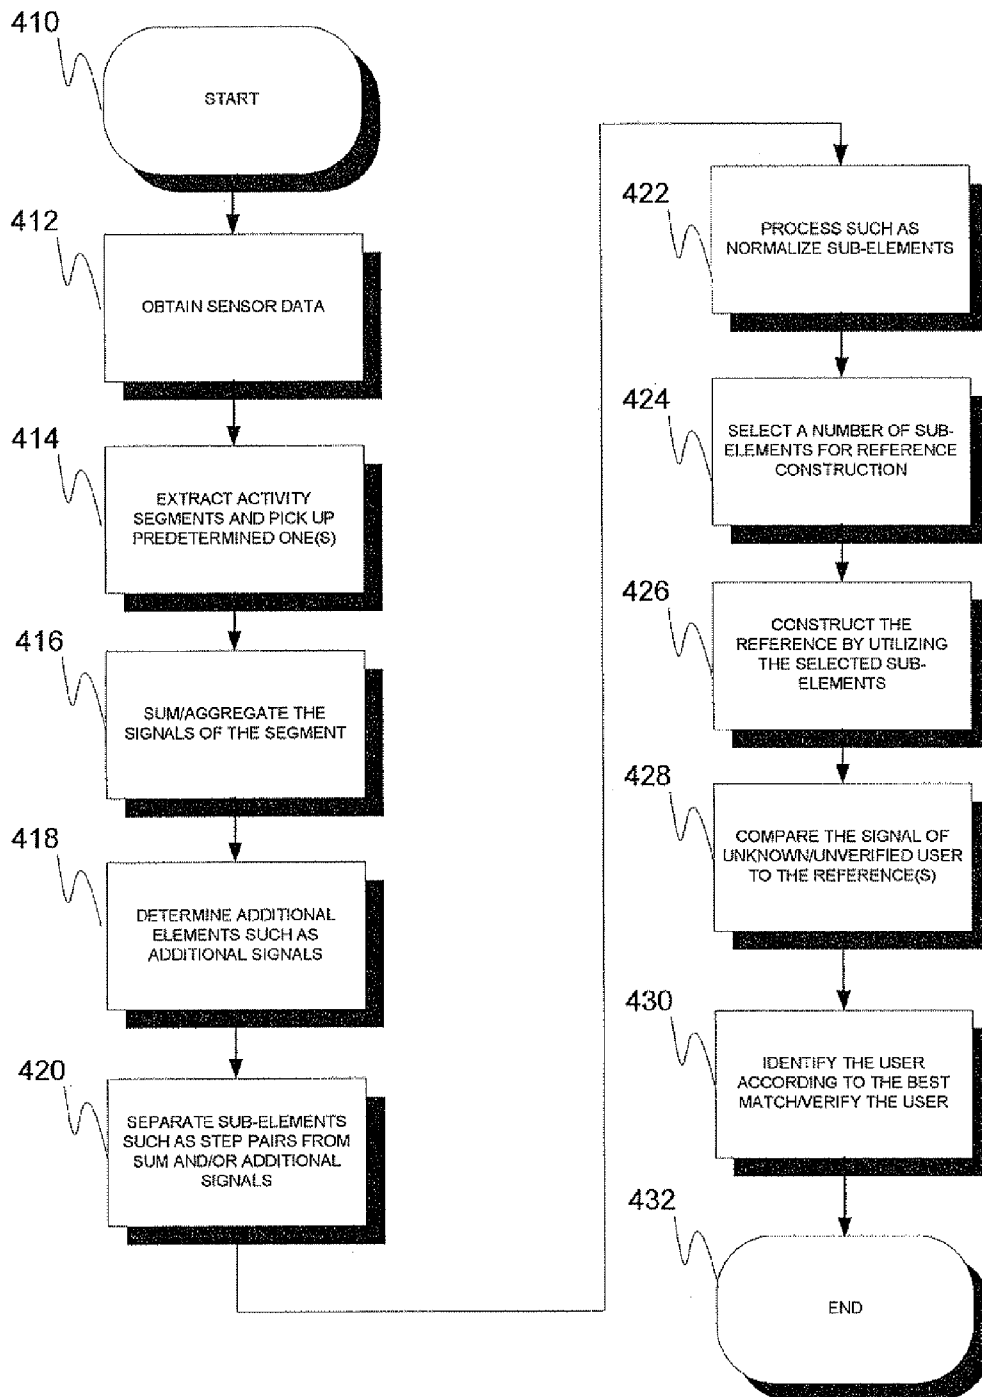 410
START
412
OBTAIN SENSOR DATA
414
EXTRACT ACTIVITY
SEGMENTS AND PICK UP
PREDETERMINED ONE(S)
416
SUM/AGGREGATE THE
SIGNALS OF THE SEGMENT
418
DETERMINE ADDITIONAL
ELEMENTS SUCH AS
ADDITIONAL SIGNALS
420
SEPARATE SUB-ELEMENTS
SUCH AS STEP PAIRS FROM
SUM AND/OR ADDITIONAL
SIGNALS
422
PROCESS SUCH AS
NORMALIZE SUB-ELEMENTS
424
SELECT A NUMBER OF SUB-
ELEMENTS FOR REFERENCE
CONSTRUCTION
426
CONSTRUCT THE
REFERENCE BY UTILIZING
THE SELECTED SUB-
ELEMENTS
428
COMPARE THE SIGNAL OF
UNKNOWN/UNVERIFIED USER
TO THE REFERENCE(S)
430
IDENTIFY THE USER
ACCORDING TO THE BEST
MATCH/VERIFY THE USER
432
END